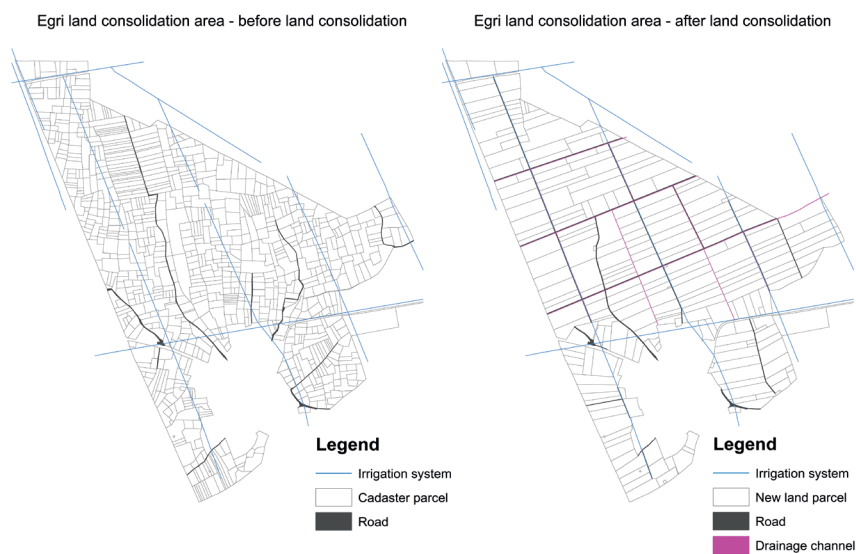 Egri land consolidation area - before land consolidation
Egri land consolidation area - after land consolidation
Legend
Irrigation system
Cadaster parcel
Road
Legend
Irrigation system
New land parcel
Road
Drainage channel